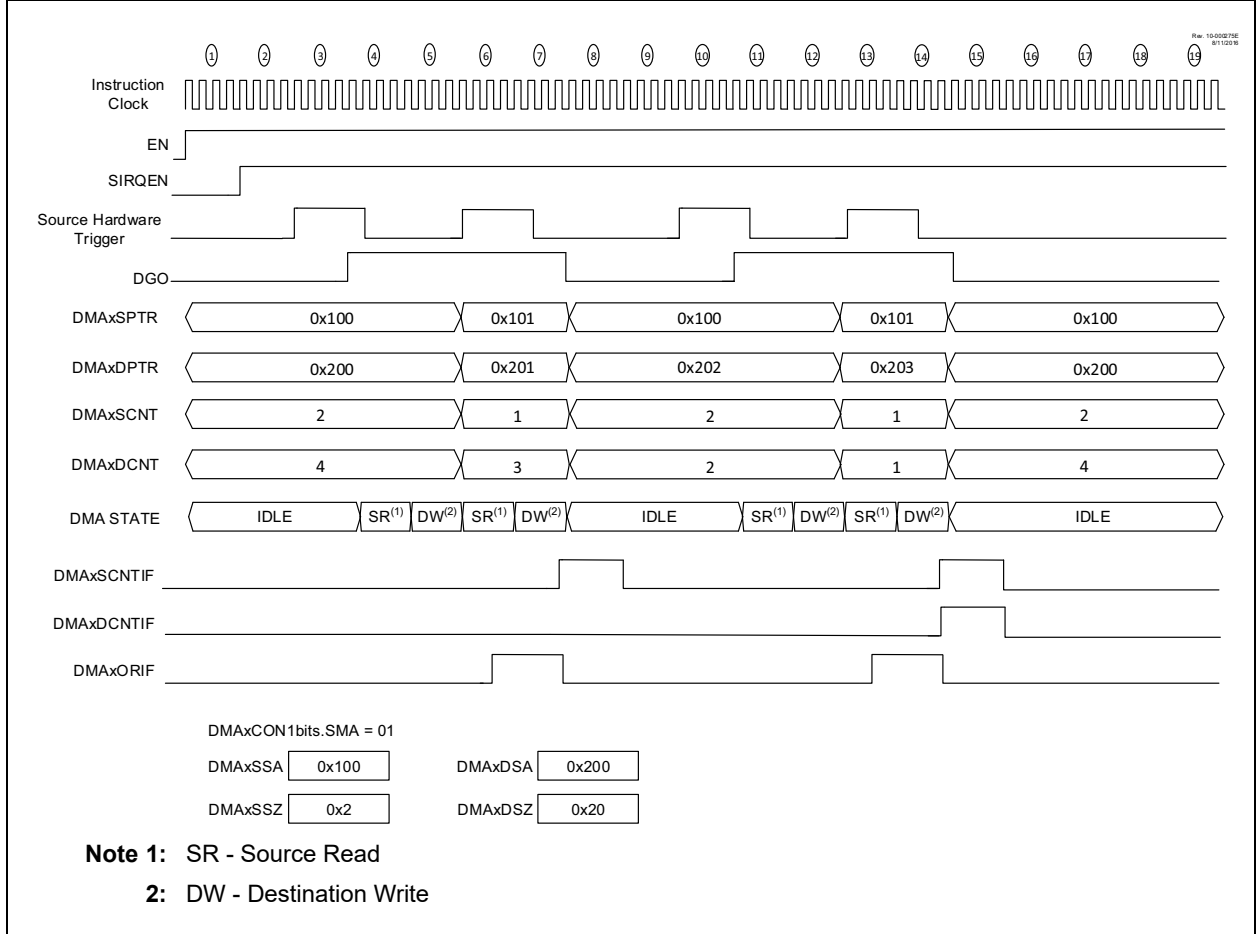 Rev. 10-000275E
8/11/2016
1 2 3 4 5 6 7 8 9 10 11 12 13 14 15 16 17 18 19
Instruction
Clock
EN
SIRQEN
Source Hardware
Trigger
DGO
DMAxSPTR 0x100 0x101 0x100 0x101 0x100
DMAxDPTR 0x200 0x201 0x202 0x203 0x200
DMAxSCNT 2 1 2 1 2
DMAxDCNT 4 3 2 1 4
DMA STATE IDLE SR(1) DW(2) SR(1) DW(2) IDLE SR(1) DW(2) SR(1) DW(2) IDLE
DMAxSCNTIF
DMAxDCNTIF
DMAxORIF
DMAxCON1bits.SMA = 01
DMAxSSA 0x100 DMAxDSA 0x200
DMAxSSZ 0x2 DMAxDSZ 0x20
Note 1: SR - Source Read
2: DW - Destination Write